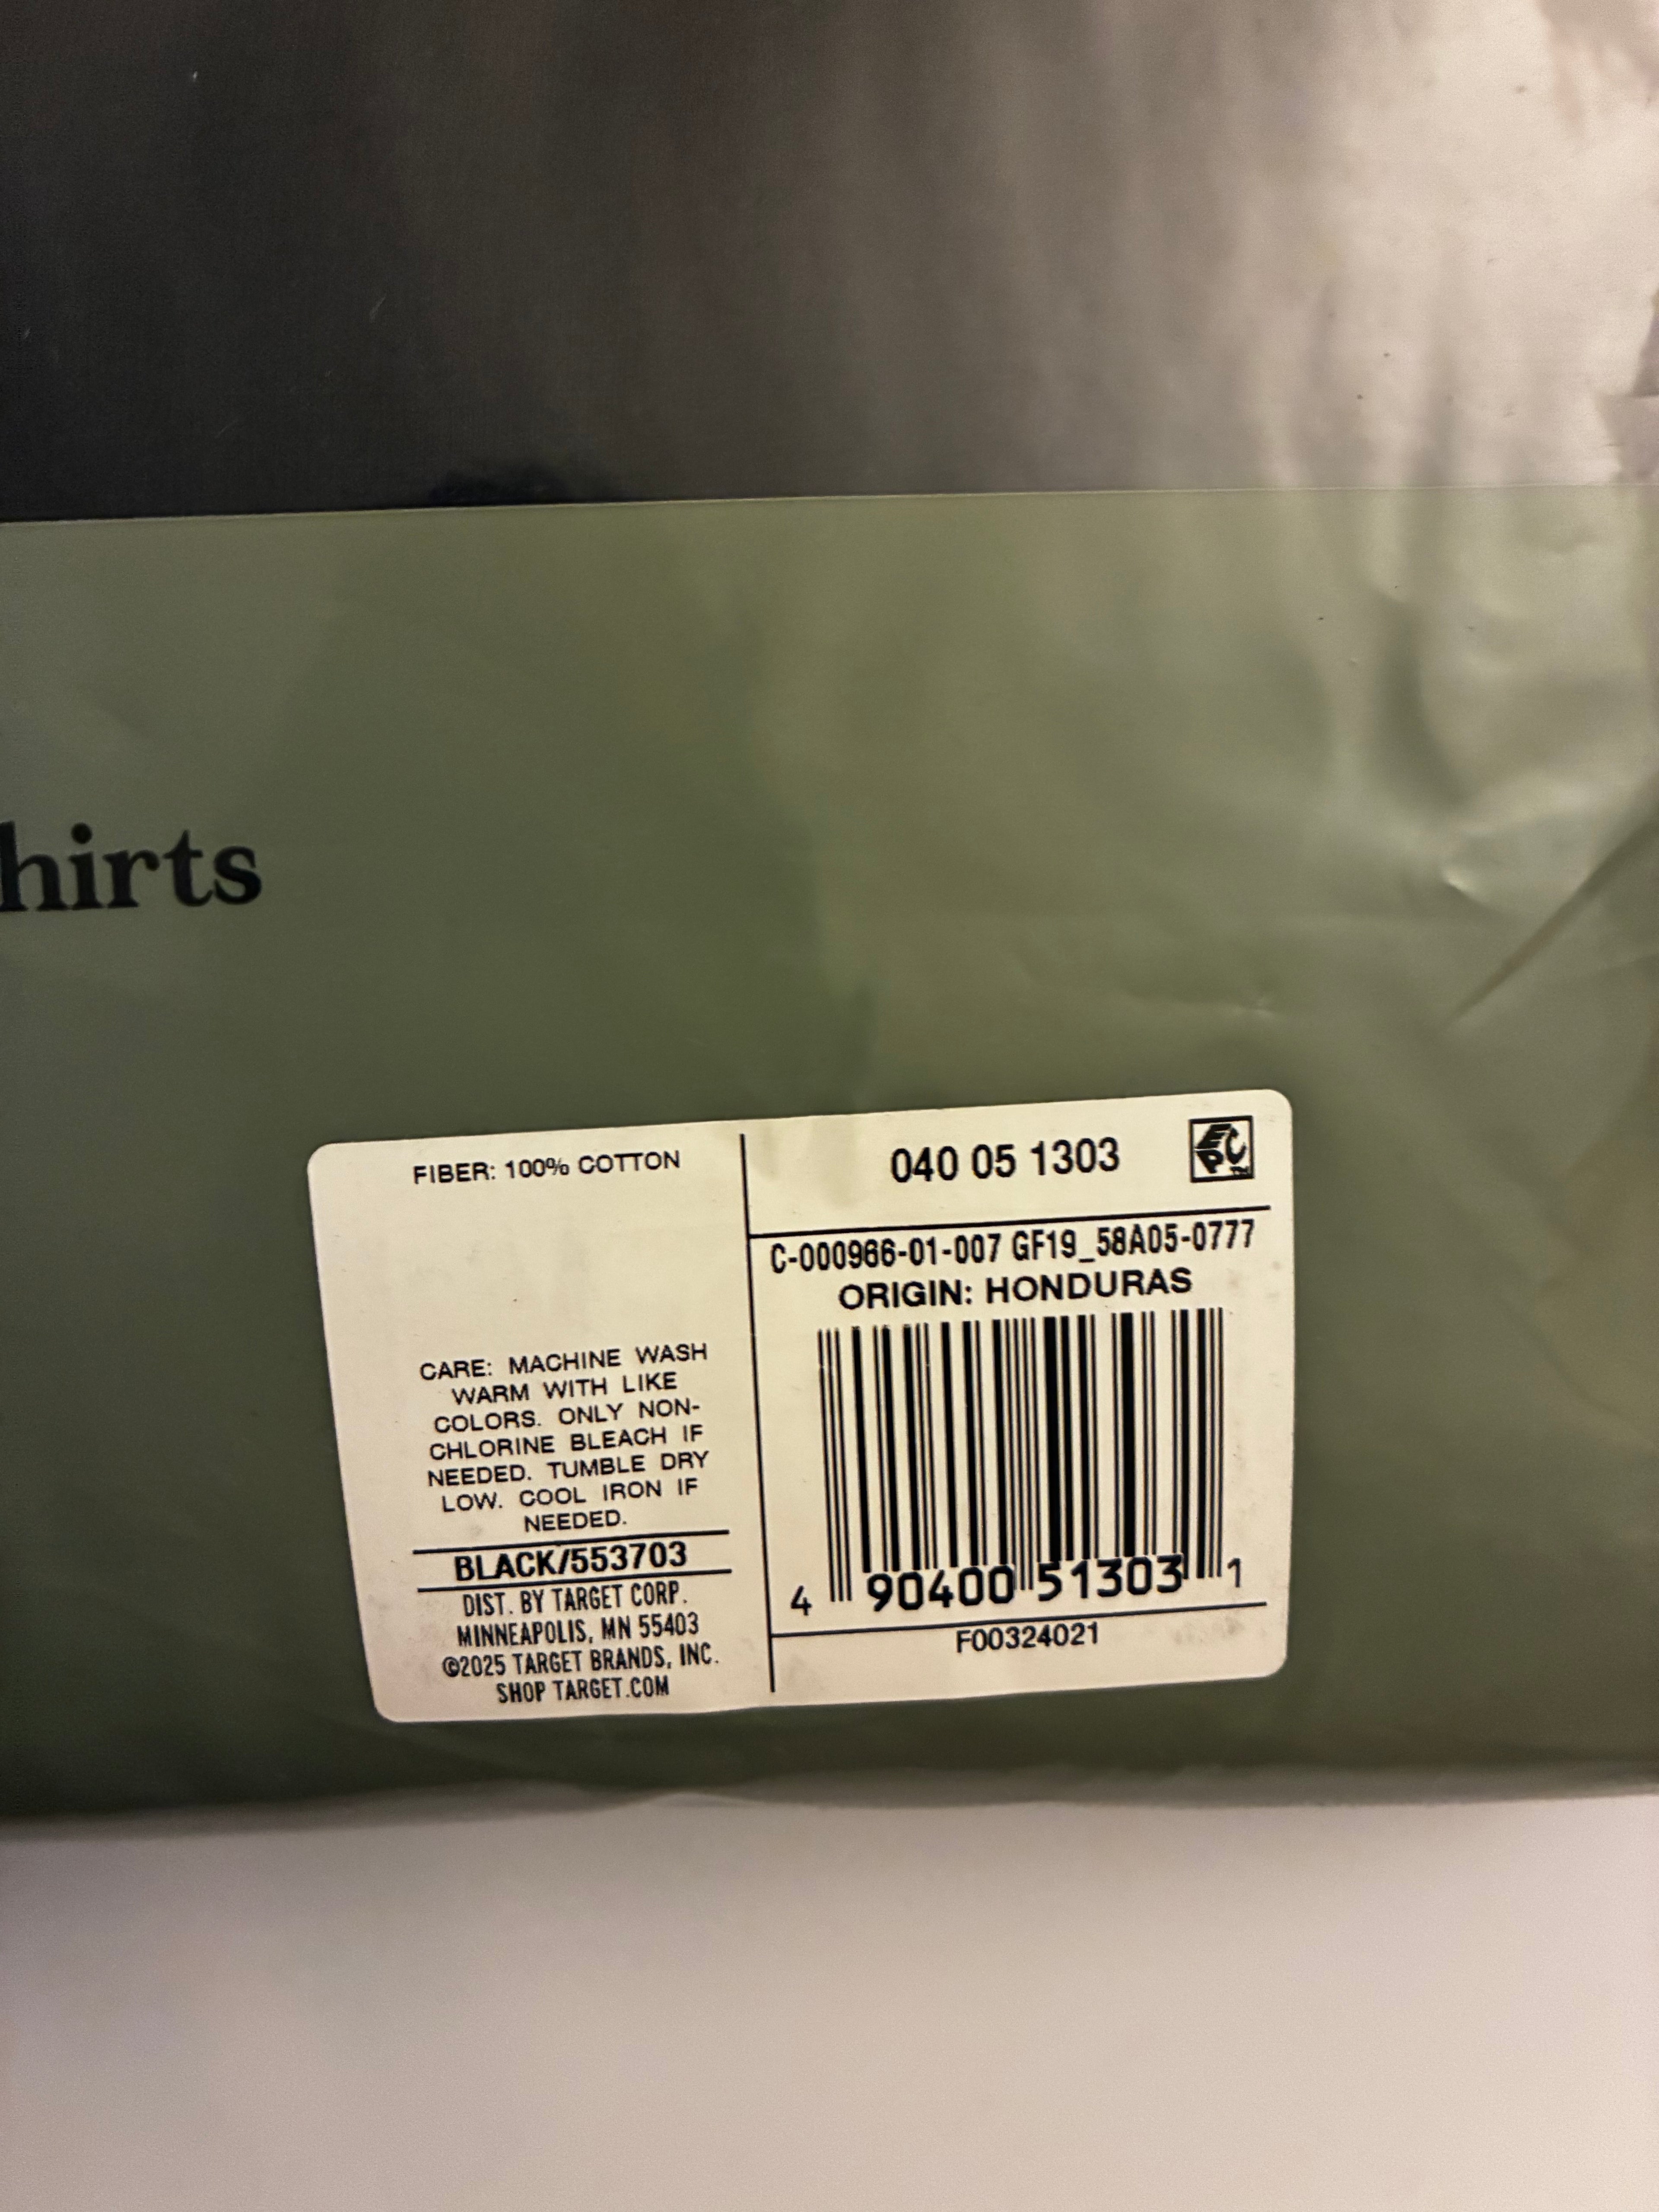 hirts
FIBER: 100% COTTON
CARE: MACHINE WASH
WARM WITH LIKE
COLORS. ONLY NON-
CHLORINE BLEACH IF
NEEDED. TUMBLE DRY
LOW. COOL IRON IF
NEEDED.
BLACK/553703
DIST. BY TARGET CORP.
MINNEAPOLIS, MN 55403
©2025 TARGET BRANDS, INC.
SHOP TARGET.COM
040 05 1303
EPC™
C-000966-01-007 GF19_58A05-0777
ORIGIN: HONDURAS
4 90400 51303 1
F00324021